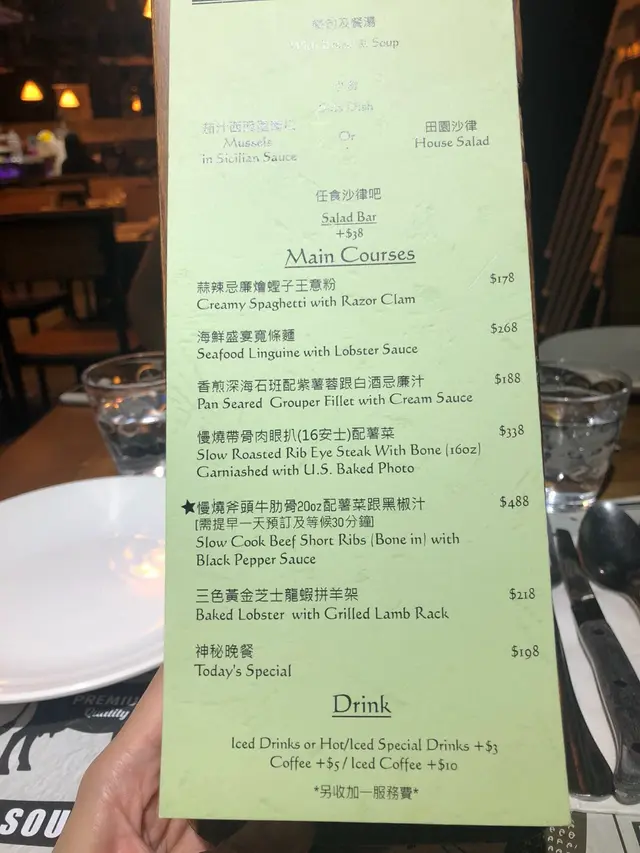 餐包及餐湯
Soup
Dish
Mussels
in Sicilian Sauce
Or
田園沙律
House Salad
任食沙律吧
Salad Bar
+$38
Main Courses
蒜辣忌廉燴蟶子王意粉 $178
Creamy Spaghetti with Razor Clam
海鮮盛宴寬條麵 $268
Seafood Linguine with Lobster Sauce
香煎深海石班配紫薯蓉跟白酒忌廉汁 $188
Pan Seared Grouper Fillet with Cream Sauce
慢燒帶骨肉眼扒(16安士)配薯菜 $338
Slow Roasted Rib Eye Steak With Bone (16oz)
Garniashed with U.S. Baked Photo
★慢燒斧頭牛肋骨20oz配薯菜跟黑椒汁 $488
[需提早一天預訂及等候30分鐘]
Slow Cook Beef Short Ribs (Bone in) with
Black Pepper Sauce
三色黃金芝士龍蝦拼羊架 $218
Baked Lobster with Grilled Lamb Rack
神秘晚餐 $198
Today's Special
Drink
Iced Drinks or Hot/Iced Special Drinks +$3
Coffee +$5 / Iced Coffee +$10
*另收加一服務費*
PREMIU
Quality
SOU